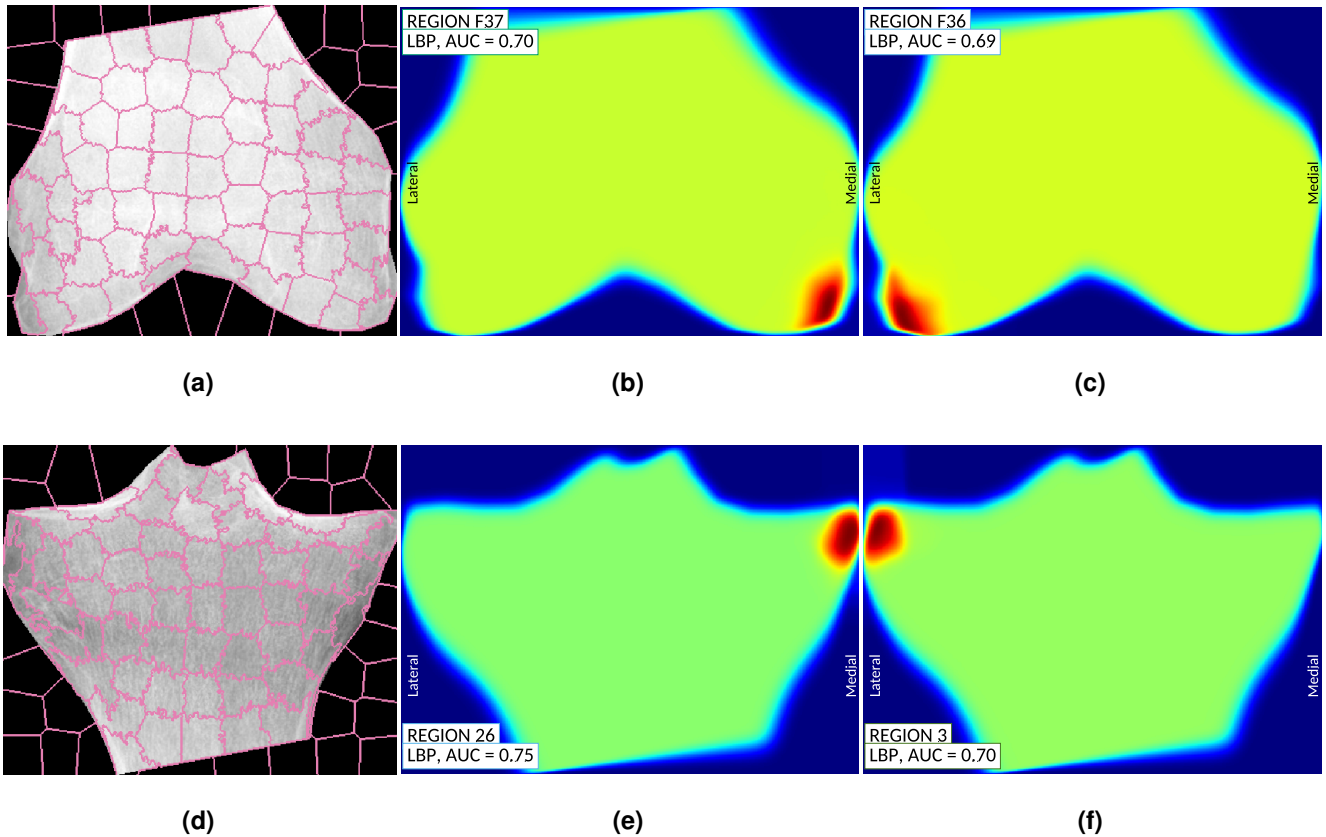 REGION F37
LBP, AUC = 0.70
Lateral
Medial
REGION F36
LBP, AUC = 0.69
Lateral
Medial
(a)
(b)
(c)
Lateral
Medial
REGION 26
LBP, AUC = 0.75
Lateral
Medial
REGION 3
LBP, AUC = 0.70
(d)
(e)
(f)